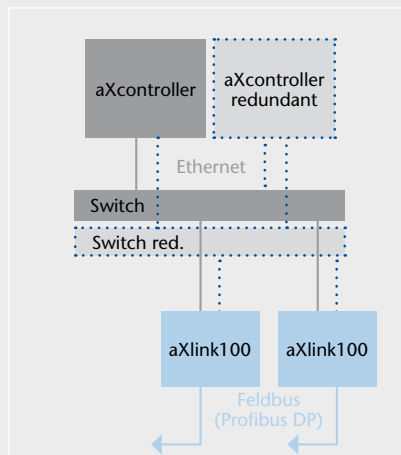 aXcontroller
aXcontroller
redundant
Ethernet
Switch
Switch red.
aXlink100
aXlink100
Feldbus
(Profibus DP)